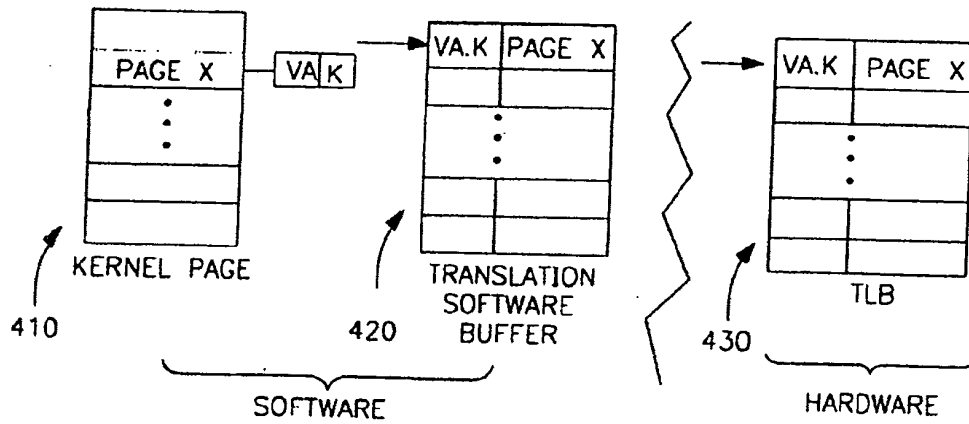 PAGE X
VA K
VA.K PAGE X
VA.K PAGE X
KERNEL PAGE
TRANSLATION
SOFTWARE
BUFFER
TLB
410
420
430
SOFTWARE
HARDWARE